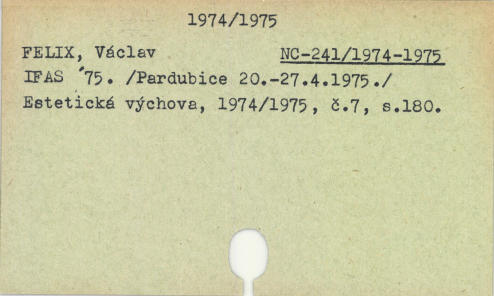 1974/1975
FELIX, Václav NC-241/1974-1975
IFAS ´75. /Pardubice 20.-27.4.1975./
Estetická výchova, 1974/1975, č.7, s.180.